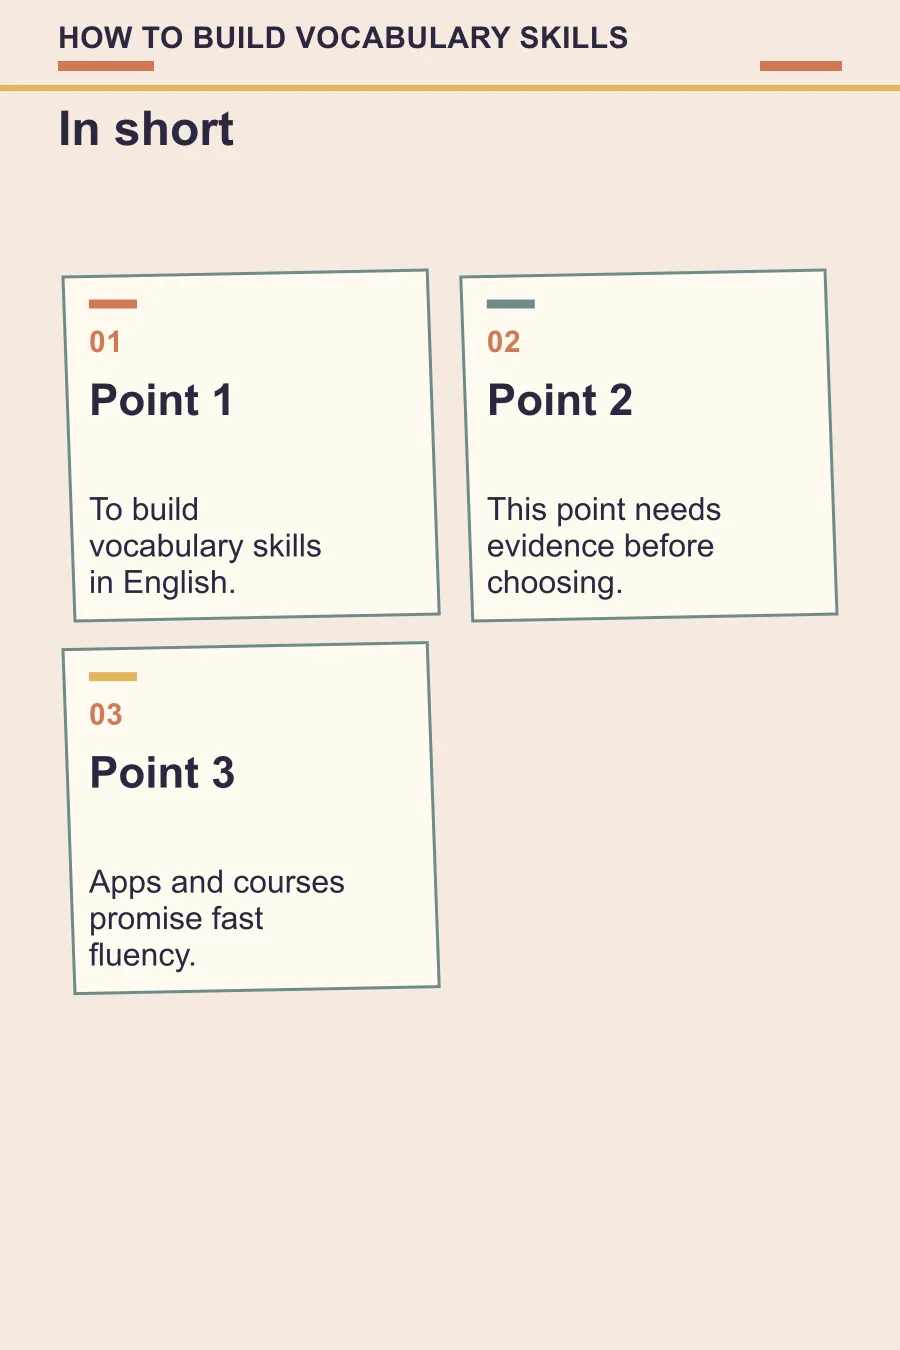 HOW TO BUILD VOCABULARY SKILLS
In short
01
Point 1
To build
vocabulary skills
in English.
02
Point 2
This point needs
evidence before
choosing.
03
Point 3
Apps and courses
promise fast
fluency.